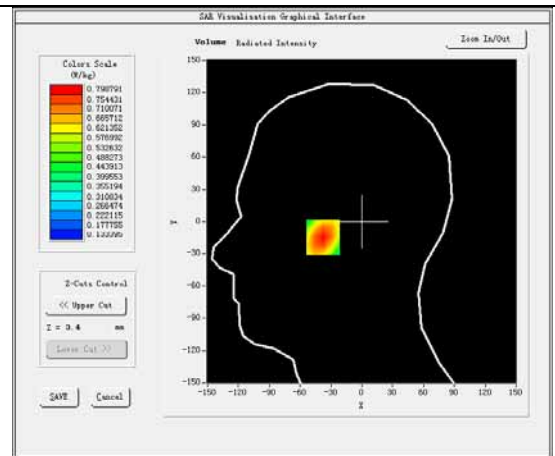 SAR Visualisation Graphical Interface
Volume Radiated Intensity
Zoom In/Out
Colors Scale
(W/kg)
0.798791
0.754431
0.710071
0.665712
0.621352
0.576992
0.532632
0.488273
0.443913
0.399553
0.355194
0.310834
0.266474
0.222115
0.177755
0.133395
Z-Cuts Control
<< Upper Cut
Z = 3.4 mm
Lower Cut >>
SAVE
Cancel
150
120
90
60
30
0
-30
-60
-90
-120
-150
Y
-150 -120 -90 -60 -30 0 30 60 90 120 150
X